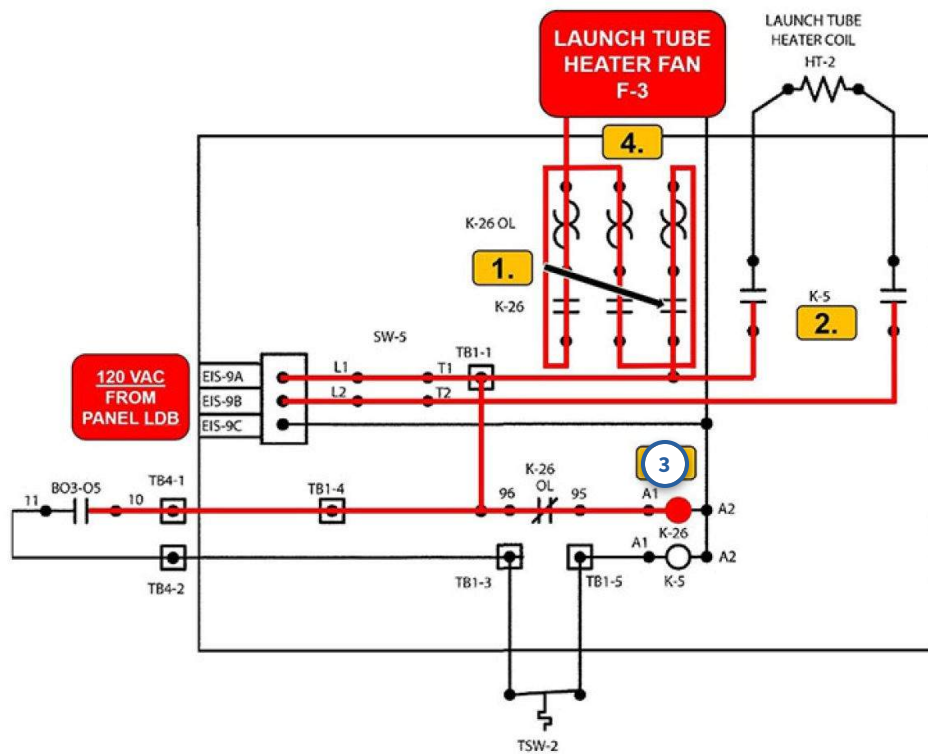 LAUNCH TUBE
HEATER FAN
F-3
LAUNCH TUBE
HEATER COIL
HT-2
4.
K-26 OL
1.
K-26
K-5
2.
SW-5
TB1-1
120 VAC
FROM
PANEL LDB
EIS-9A
L1
T1
EIS-9B
L2
T2
EIS-9C
3
11
BO3-O5
10
TB4-1
TB1-4
96
K-26
OL
95
A1
A2
K-26
TB4-2
TB1-3
TB1-5
A1
K-5
A2
TSW-2